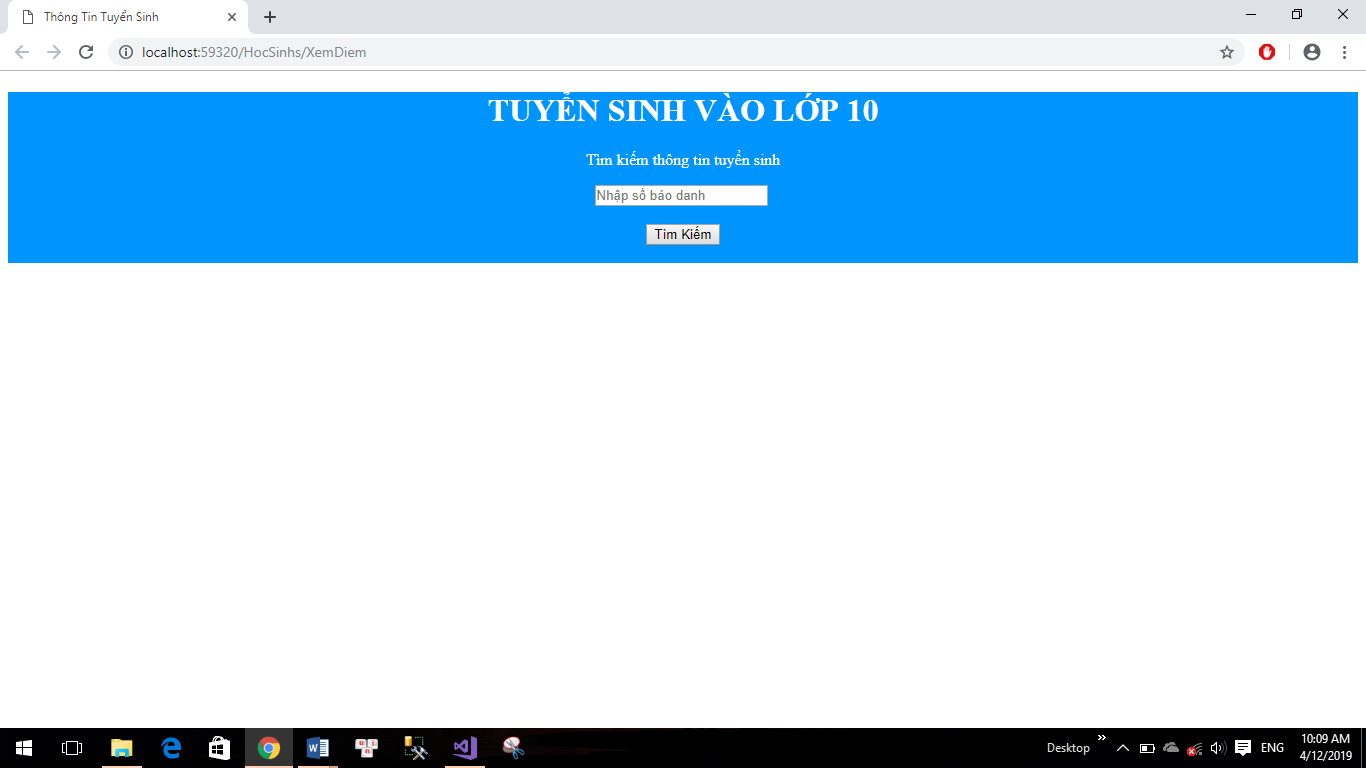 Thông Tin Tuyển Sinh
localhost:59320/HocSinhs/XemDiem
TUYỂN SINH VÀO LỚP 10
Tìm kiếm thông tin tuyển sinh
Nhập số báo danh
Tìm Kiếm
Desktop
ENG
10:09 AM
4/12/2019